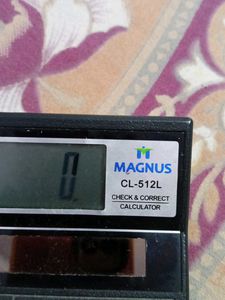 0
MAGNUS
CL-512L
CHECK & CORRECT
CALCULATOR